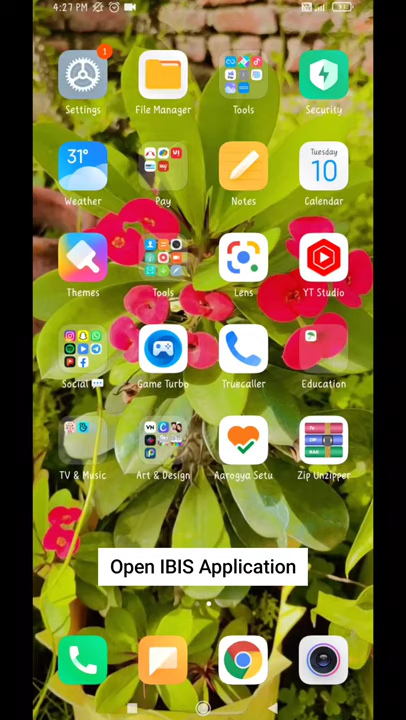 4:27 PM
1
Settings
File Manager
Tools
Security
31°
Tuesday
10
Weather
Pay
Notes
Calendar
Themes
Tools
Lens
YT Studio
Social 💬
Game Turbo
Truecaller
Education
TV & Music
Art & Design
Aarogya Setu
Zip Unzipper
Open IBIS Application